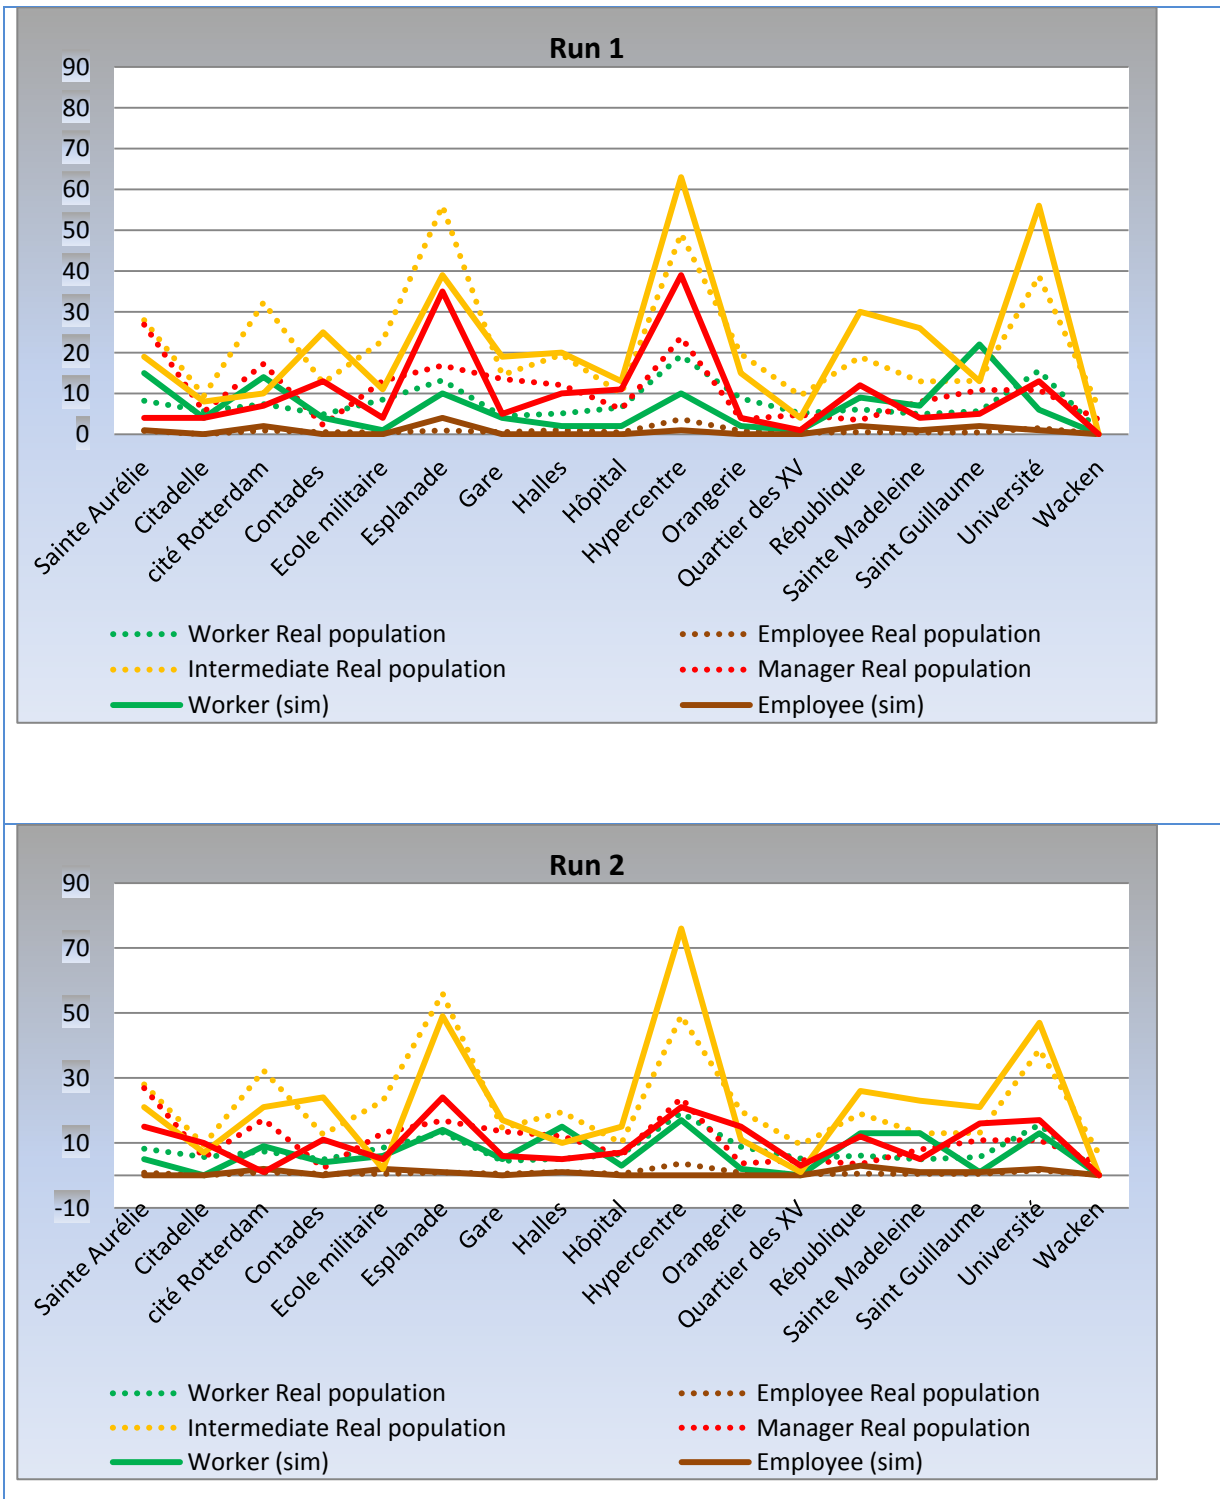 Run 1
90
80
70
60
50
40
30
20
10
0
Sainte Aurélie
Citadelle
cité Rotterdam
Contades
Ecole militaire
Esplanade
Gare
Halles
Hôpital
Hypercentre
Orangerie
Quartier des XV
République
Sainte Madeleine
Saint Guillaume
Université
Wacken
Worker Real population
Employee Real population
Intermediate Real population
Manager Real population
Worker (sim)
Employee (sim)
Run 2
90
70
50
30
10
-10
Sainte Aurélie
Citadelle
cité Rotterdam
Contades
Ecole militaire
Esplanade
Gare
Halles
Hôpital
Hypercentre
Orangerie
Quartier des XV
République
Sainte Madeleine
Saint Guillaume
Université
Wacken
Worker Real population
Employee Real population
Intermediate Real population
Manager Real population
Worker (sim)
Employee (sim)